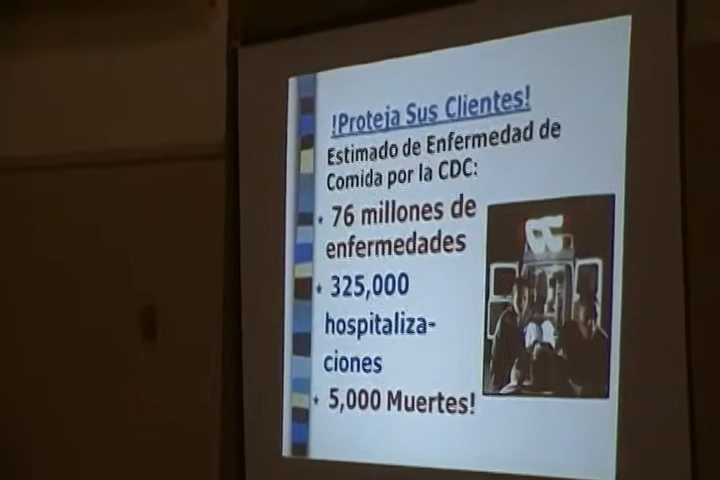 !Proteja Sus Clientes!
Estimado de Enfermedad de
Comida por la CDC:
• 76 millones de
enfermedades
• 325,000
hospitaliza-
ciones
• 5,000 Muertes!